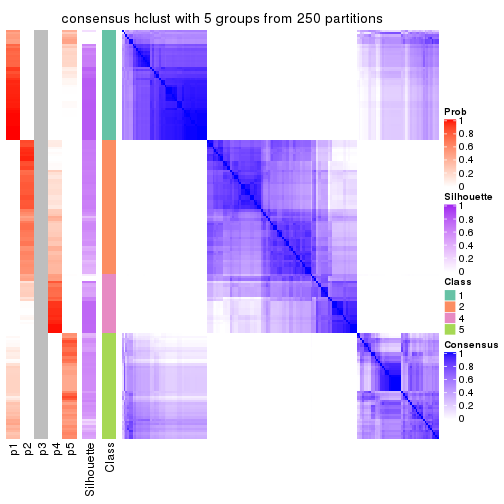 consensus hclust with 5 groups from 250 partitions
Prob
1
0.8
0.6
0.4
0.2
0
Silhouette
1
0.8
0.6
0.4
0.2
0
Class
1
2
4
5
Consensus
1
0.8
0.6
0.4
0.2
0
p1
p2
p3
p4
p5
Silhouette
Class